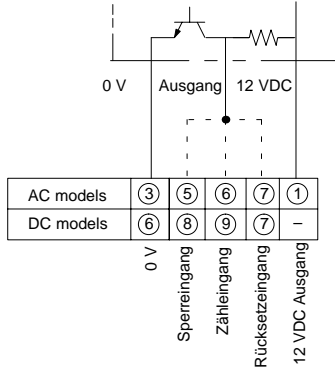 0 V Ausgang 12 VDC
AC models 3 5 6 7 1
DC models 6 8 9 7 –
0 V
Sperreingang
Zähleingang
Rücksetzeingang
12 VDC Ausgang